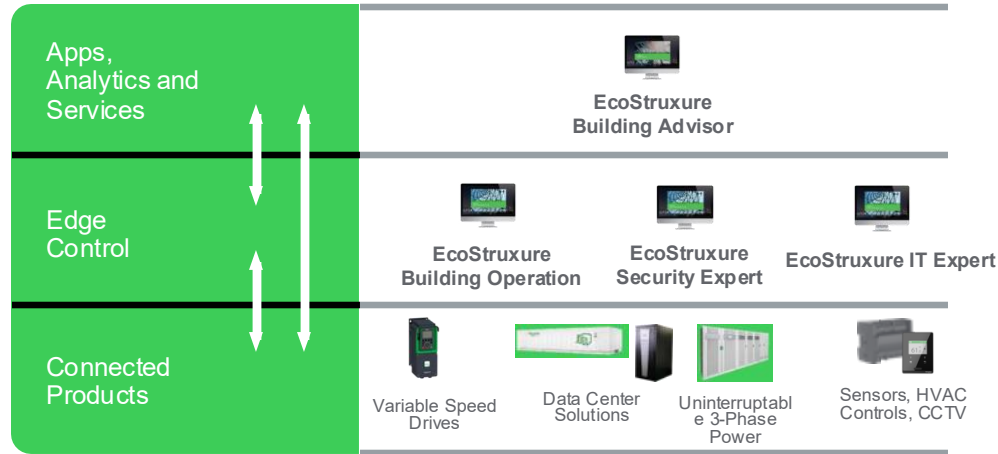 Apps,
Analytics and
Services
EcoStruxure
Building Advisor
Edge
Control
EcoStruxure
Building Operation
EcoStruxure
Security Expert
EcoStruxure IT Expert
Connected
Products
Variable Speed
Drives
Data Center
Solutions
Uninterruptabl
e 3-Phase
Power
Sensors, HVAC
Controls, CCTV